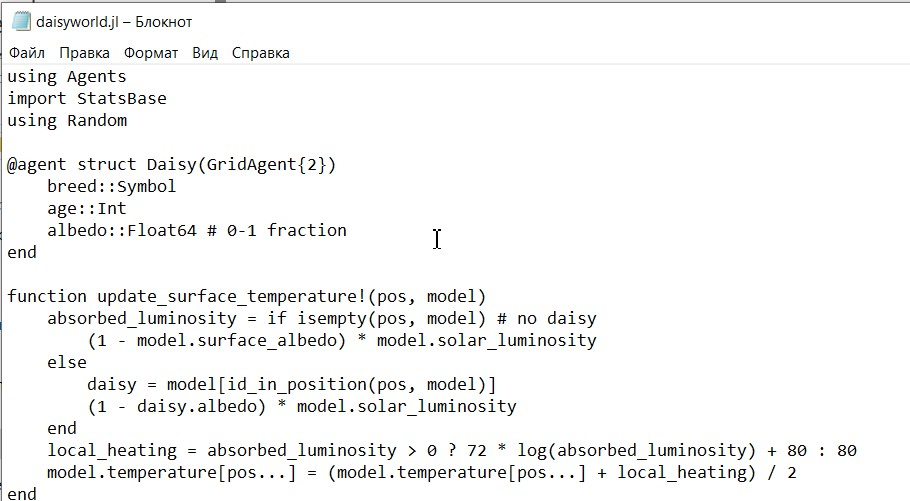 daisyworld.jl – Блокнот
Файл Правка Формат Вид Справка
using Agents
import StatsBase
using Random

@agent struct Daisy(GridAgent{2})
    breed::Symbol
    age::Int
    albedo::Float64 # 0-1 fraction
end

function update_surface_temperature!(pos, model)
    absorbed_luminosity = if isempty(pos, model) # no daisy
        (1 - model.surface_albedo) * model.solar_luminosity
    else
        daisy = model[id_in_position(pos, model)]
        (1 - daisy.albedo) * model.solar_luminosity
    end
    local_heating = absorbed_luminosity > 0 ? 72 * log(absorbed_luminosity) + 80 : 80
    model.temperature[pos...] = (model.temperature[pos...] + local_heating) / 2
end